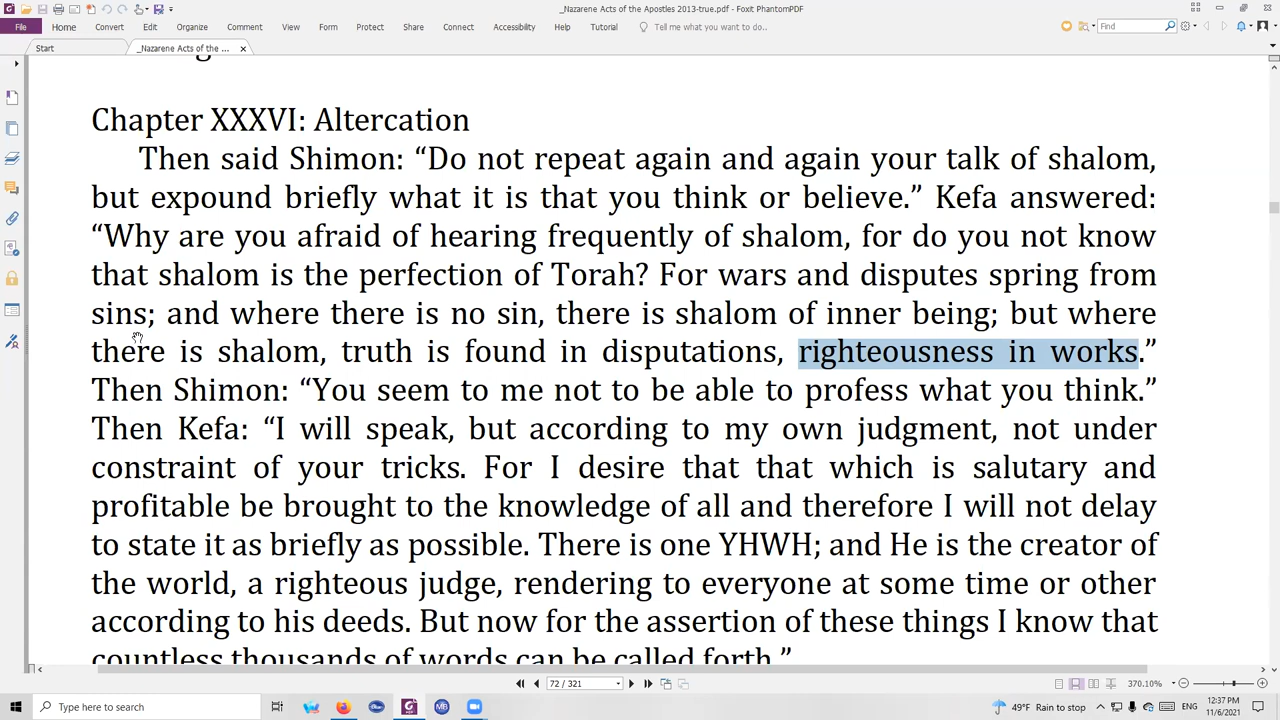 _Nazarene Acts of the Apostles 2013-true.pdf - Foxit PhantomPDF
File Home Convert Edit Organize Comment View Form Protect Share Connect Accessibility Help Tutorial Tell me what you want to do.. Find
Start _Nazarene Acts of the ...
Chapter XXXVI: Altercation
Then said Shimon: “Do not repeat again and again your talk of shalom,
but expound briefly what it is that you think or believe.” Kefa answered:
“Why are you afraid of hearing frequently of shalom, for do you not know
that shalom is the perfection of Torah? For wars and disputes spring from
sins; and where there is no sin, there is shalom of inner being; but where
there is shalom, truth is found in disputations, righteousness in works.”
Then Shimon: “You seem to me not to be able to profess what you think.”
Then Kefa: “I will speak, but according to my own judgment, not under
constraint of your tricks. For I desire that that which is salutary and
profitable be brought to the knowledge of all and therefore I will not delay
to state it as briefly as possible. There is one YHWH; and He is the creator of
the world, a righteous judge, rendering to everyone at some time or other
according to his deeds. But now for the assertion of these things I know that
countless thousands of words can be called forth.”
72 / 321 370.10%
Type here to search 49°F Rain to stop ENG 12:37 PM
11/6/2021